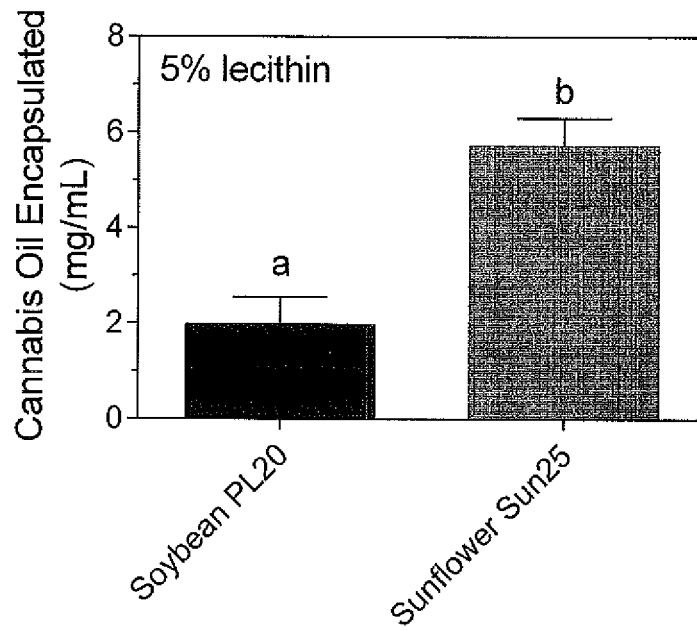 Cannabis Oil Encapsulated
(mg/mL)
8
6
4
2
0
5% lecithin
a
b
Soybean PL20
Sunflower Sun25